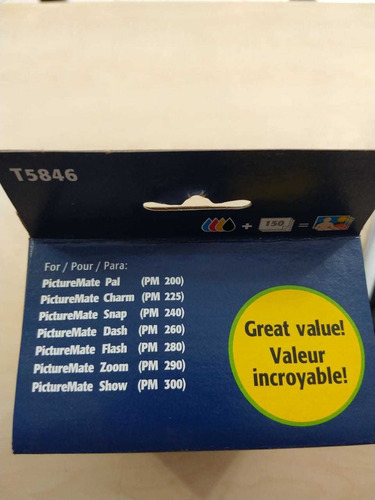 T5846
+ 150 =
For / Pour / Para:
PictureMate Pal (PM 200)
PictureMate Charm (PM 225)
PictureMate Snap (PM 240)
PictureMate Dash (PM 260)
PictureMate Flash (PM 280)
PictureMate Zoom (PM 290)
PictureMate Show (PM 300)
Great value!
Valeur
incroyable!